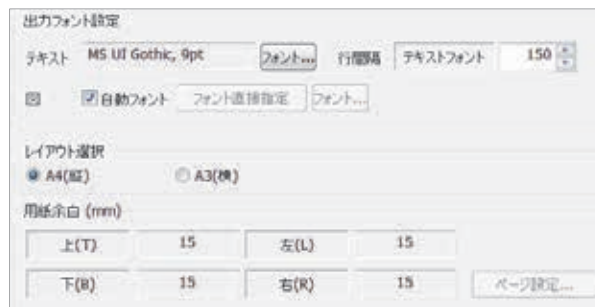 出力フォント設定
テキスト MS UI Gothic, 9pt フォント... 行間隔 テキストフォント 150
自動フォント フォント直接指定 フォント...
レイアウト選択
A4(縦) A3(横)
用紙余白 (mm)
上(T) 15 左(L) 15
下(B) 15 右(R) 15 ページ設定...